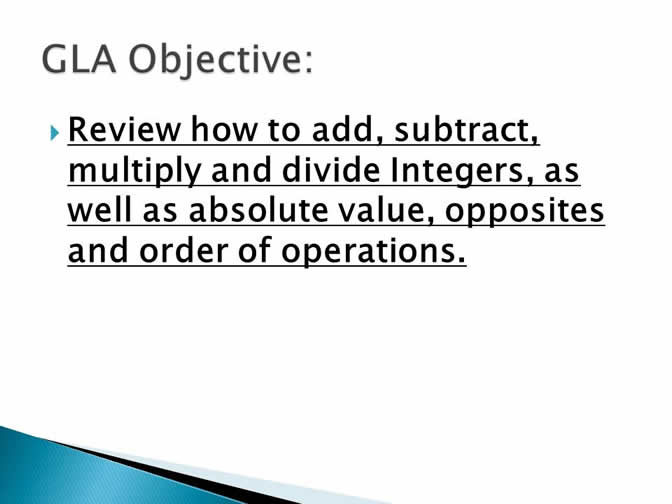 GLA Objective:
Review how to add, subtract,
multiply and divide Integers, as
well as absolute value, opposites
and order of operations.